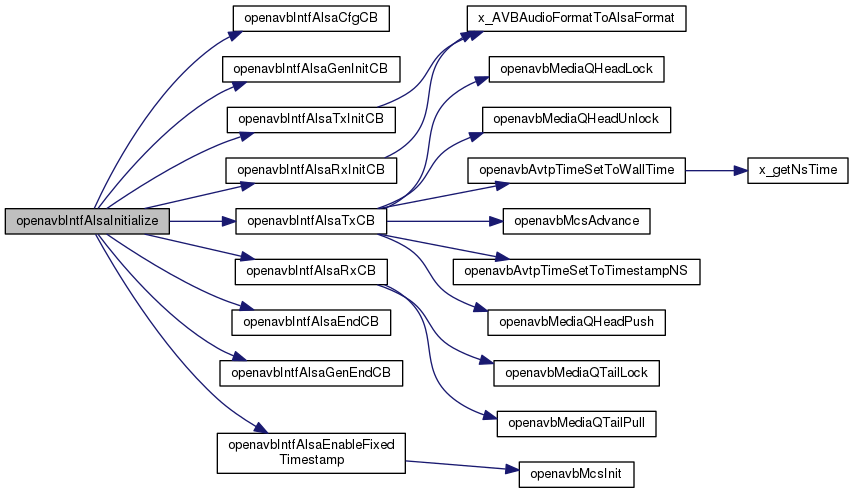 openavbIntfAlsaInitialize
openavbIntfAlsaCfgCB
openavbIntfAlsaGenInitCB
openavbIntfAlsaTxInitCB
openavbIntfAlsaRxInitCB
openavbIntfAlsaTxCB
openavbIntfAlsaRxCB
openavbIntfAlsaEndCB
openavbIntfAlsaGenEndCB
openavbIntfAlsaEnableFixed
Timestamp
x_AVBAudioFormatToAlsaFormat
openavbMediaQHeadLock
openavbMediaQHeadUnlock
openavbAvtpTimeSetToWallTime
openavbMcsAdvance
openavbAvtpTimeSetToTimestampNS
openavbMediaQHeadPush
openavbMediaQTailLock
openavbMediaQTailPull
openavbMcsInit
x_getNsTime